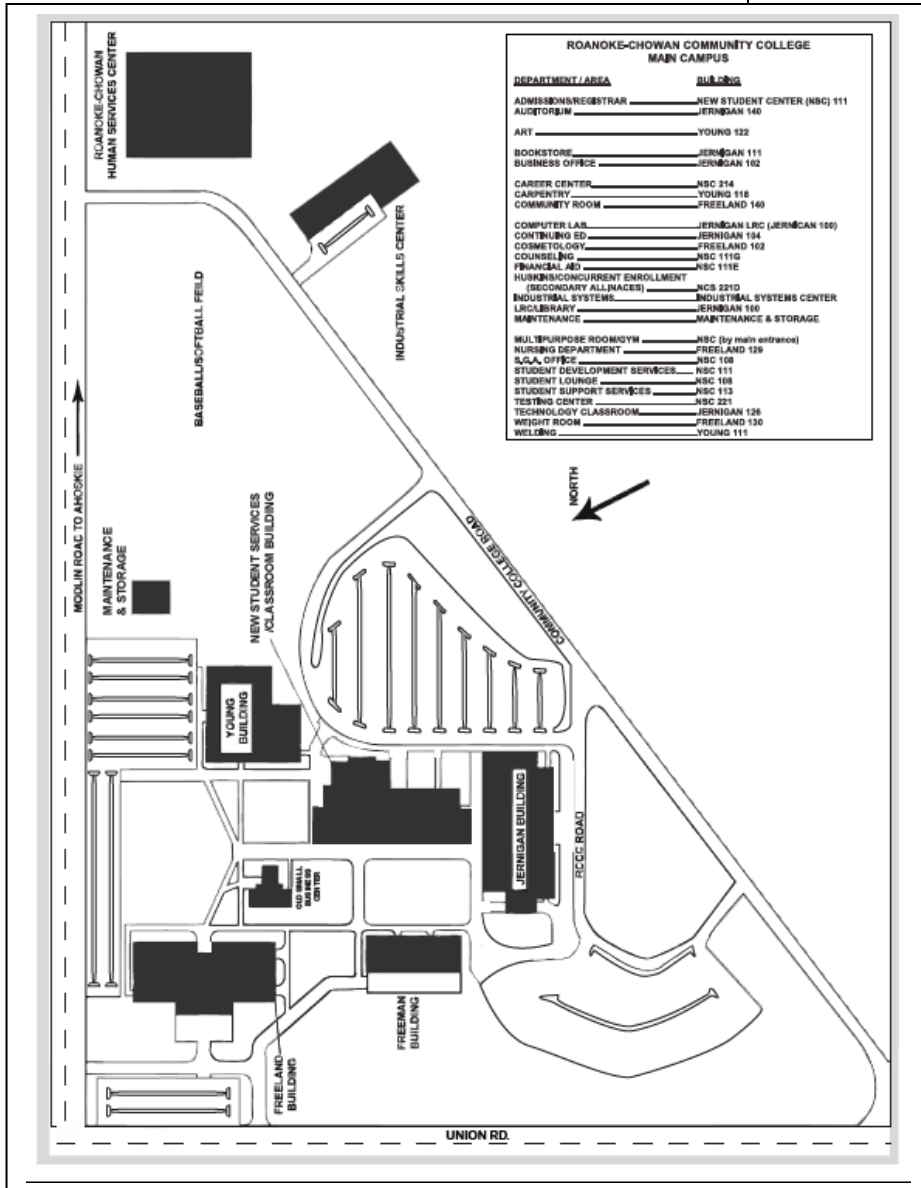 ROANOKE-CHOWAN COMMUNITY COLLEGE
MAIN CAMPUS
DEPARTMENT / AREA BUILDING
ADMISSIONS/REGISTRAR NEW STUDENT CENTER (NSC) 111
AUDITORIUM JERNIGAN 140
ART YOUNG 122
BOOKSTORE JERNIGAN 111
BUSINESS OFFICE JERNIGAN 102
CAREER CENTER NSC 214
CARPENTRY YOUNG 118
COMMUNITY ROOM FREELAND 140
COMPUTER LAB JERNIGAN LRC (JERNICAN 100)
CONTINUING ED JERNIGAN 104
COSMETOLOGY FREELAND 102
COUNSELING NSC 111G
FINANCIAL AID NSC 111E
HUSKINS/CONCURRENT ENROLLMENT
(SECONDARY ALLINACES) NCS 221D
INDUSTRIAL SYSTEMS INDUSTRIAL SYSTEMS CENTER
LRC/LIBRARY JERNIGAN 100
MAINTENANCE MAINTENANCE & STORAGE
MULTIPURPOSE ROOM/GYM NSC (by main entrance)
NURSING DEPARTMENT FREELAND 129
S.G.A. OFFICE NSC 108
STUDENT DEVELOPMENT SERVICES NSC 111
STUDENT LOUNGE NSC 108
STUDENT SUPPORT SERVICES NSC 113
TESTING CENTER NSC 221
TECHNOLOGY CLASSROOM JERNIGAN 126
WEIGHT ROOM FREELAND 130
WELDING YOUNG 111
ROANOKE-CHOWAN
HUMAN SERVICES CENTER
INDUSTRIAL SKILLS CENTER
BASEBALL/SOFTBALL FEILD
MODLIN ROAD TO AHOSKIE
NORTH
COMMUNITY COLLEGE ROAD
MAINTENANCE
& STORAGE
NEW STUDENT SERVICES
/CLASSROOM BUILDING
YOUNG
BUILDING
JERNIGAN BUILDING
RCCC ROAD
OLD SMALL
BUSINESS
CENTER
FREEMAN
BUILDING
FREELAND
BUILDING
UNION RD.